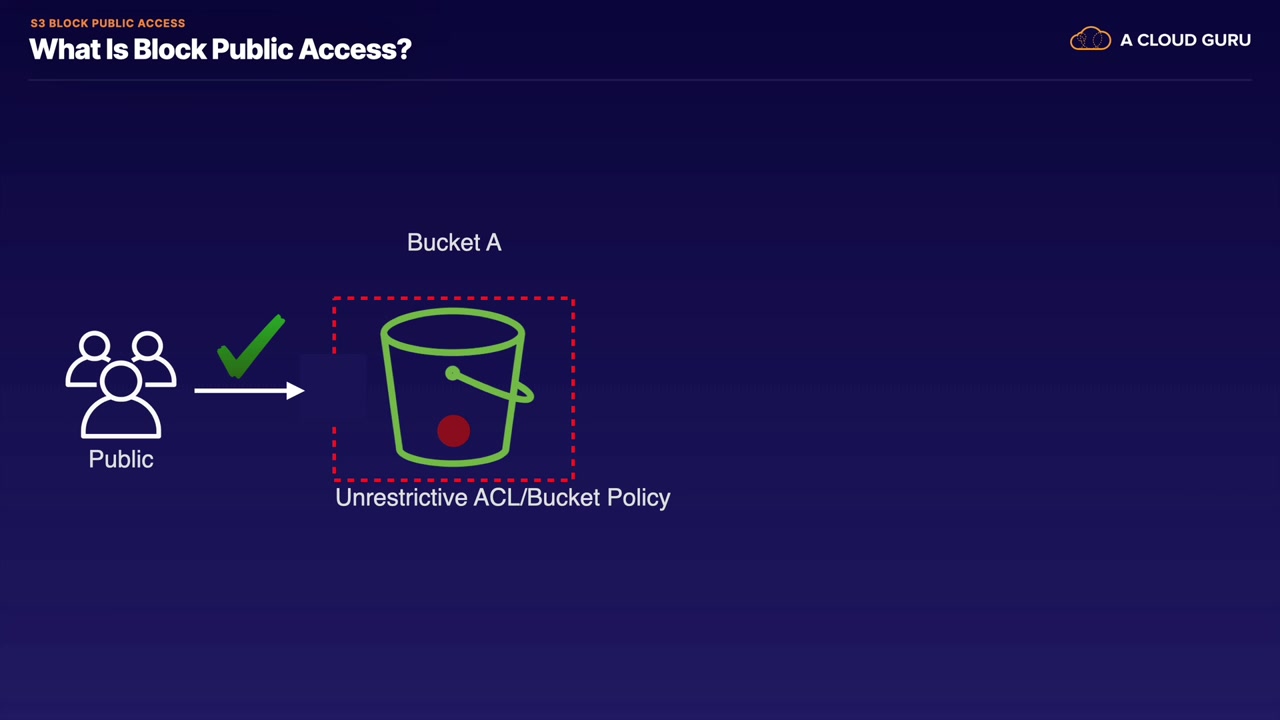 S3 BLOCK PUBLIC ACCESS
What Is Block Public Access?
A CLOUD GURU
Bucket A
Public
Unrestrictive ACL/Bucket Policy